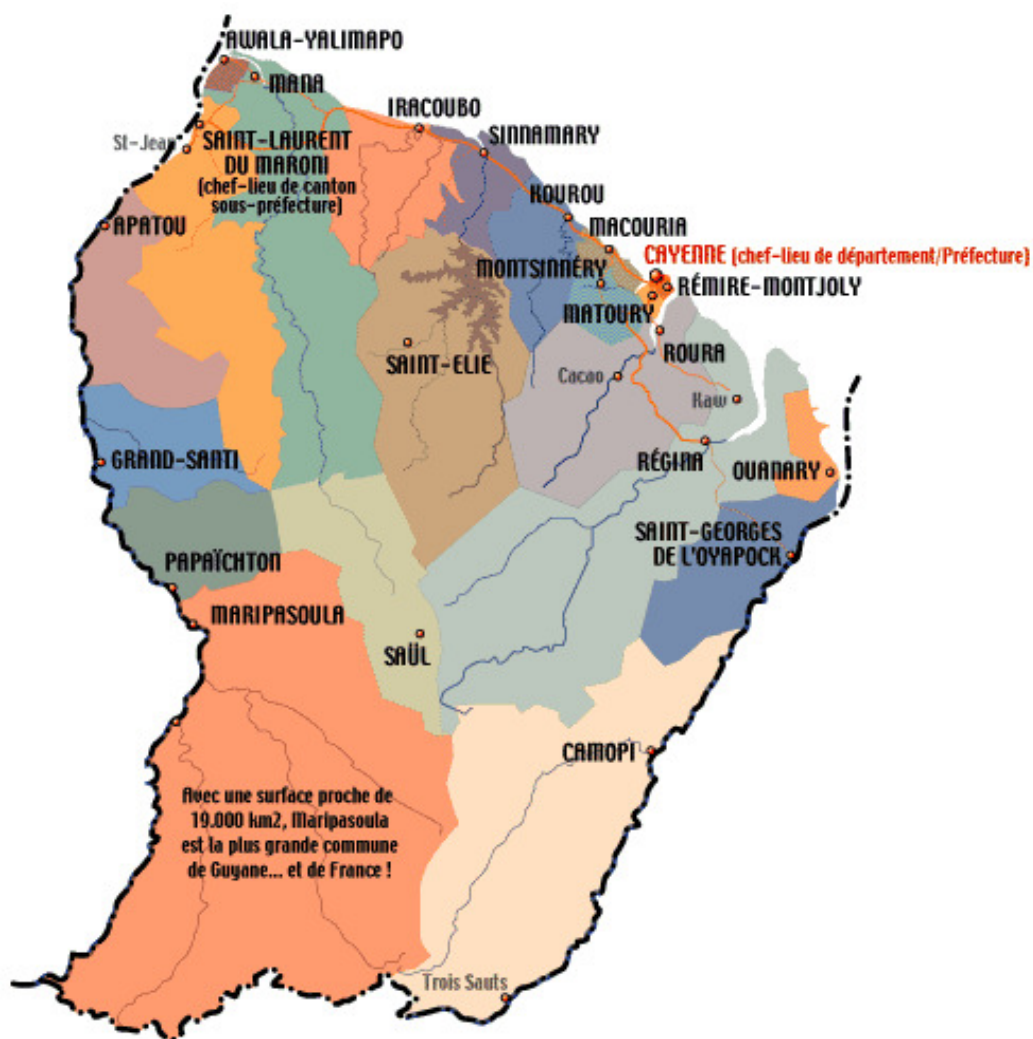 AWALA-YALIMAPO
MANA
IRACOUBO
St-Jean
SAINT-LAURENT
DU MARONI
(chef-lieu de canton
sous-préfecture)
SINNAMARY
KOUROU
APATOU
MACOURIA
CAYENNE (chef-lieu de département/Préfecture)
MONTSINNÉRY
RÉMIRE-MONTJOLY
MATOURY
ROURA
SAINT-ELIE
Cacao
Kaw
GRAND-SANTI
RÉGINA
OUANARY
SAINT-GEORGES
DE L'OYAPOCK
PAPAÏCHTON
MARIPASOULA
SAÜL
CAMOPI
Avec une surface proche de
19.000 km2, Maripasoula
est la plus grande commune
de Guyane... et de France !
Trois Sauts